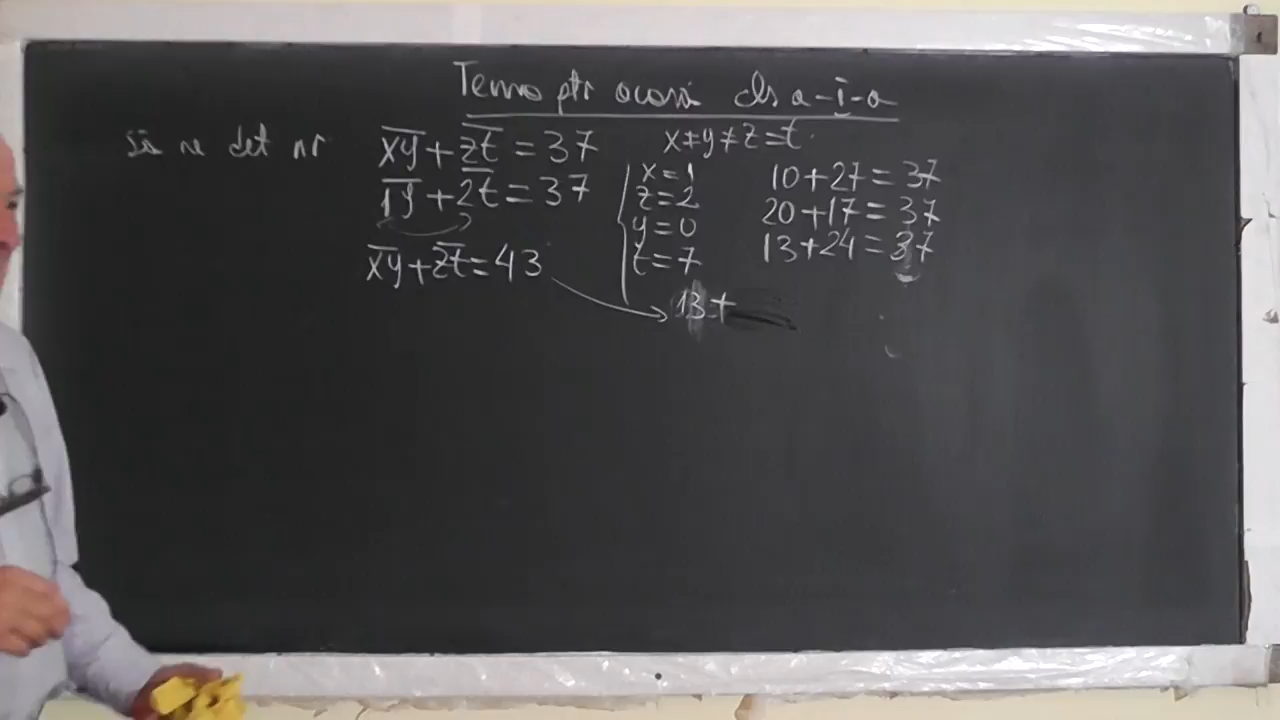 Tema ptr acasă cls a-I-a
Să se det nr xy + zt = 37 x≠y≠z=t.
1y + 2t = 37
xy + zt = 43
x=1
z=2
y=0
t=7
10+27=37
20+17=37
13+24=37
13+